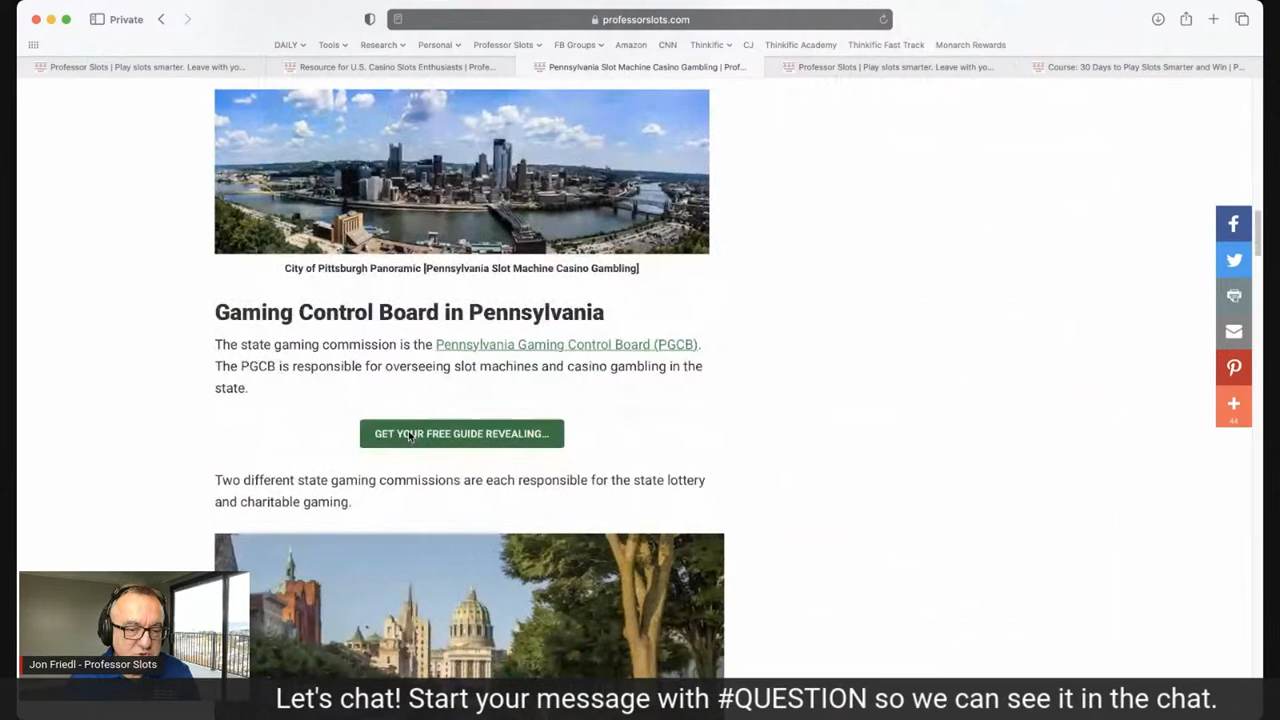 Private
professorslots.com
DAILY
Tools
Research
Personal
Professor Slots
FB Groups
Amazon
CNN
Thinkific
CJ
Thinkific Academy
Thinkific Fast Track
Monarch Rewards
Professor Slots | Play slots smarter. Leave with yo...
Resource for U.S. Casino Slots Enthusiasts | Profe...
Pennsylvania Slot Machine Casino Gambling | Prof...
Professor Slots | Play slots smarter. Leave with yo...
Course: 30 Days to Play Slots Smarter and Win | P...
City of Pittsburgh Panoramic [Pennsylvania Slot Machine Casino Gambling]
Gaming Control Board in Pennsylvania
The state gaming commission is the Pennsylvania Gaming Control Board (PGCB).
The PGCB is responsible for overseeing slot machines and casino gambling in the
state.
GET YOUR FREE GUIDE REVEALING...
Two different state gaming commissions are each responsible for the state lottery
and charitable gaming.
44
Jon Friedl - Professor Slots
Let's chat! Start your message with #QUESTION so we can see it in the chat.